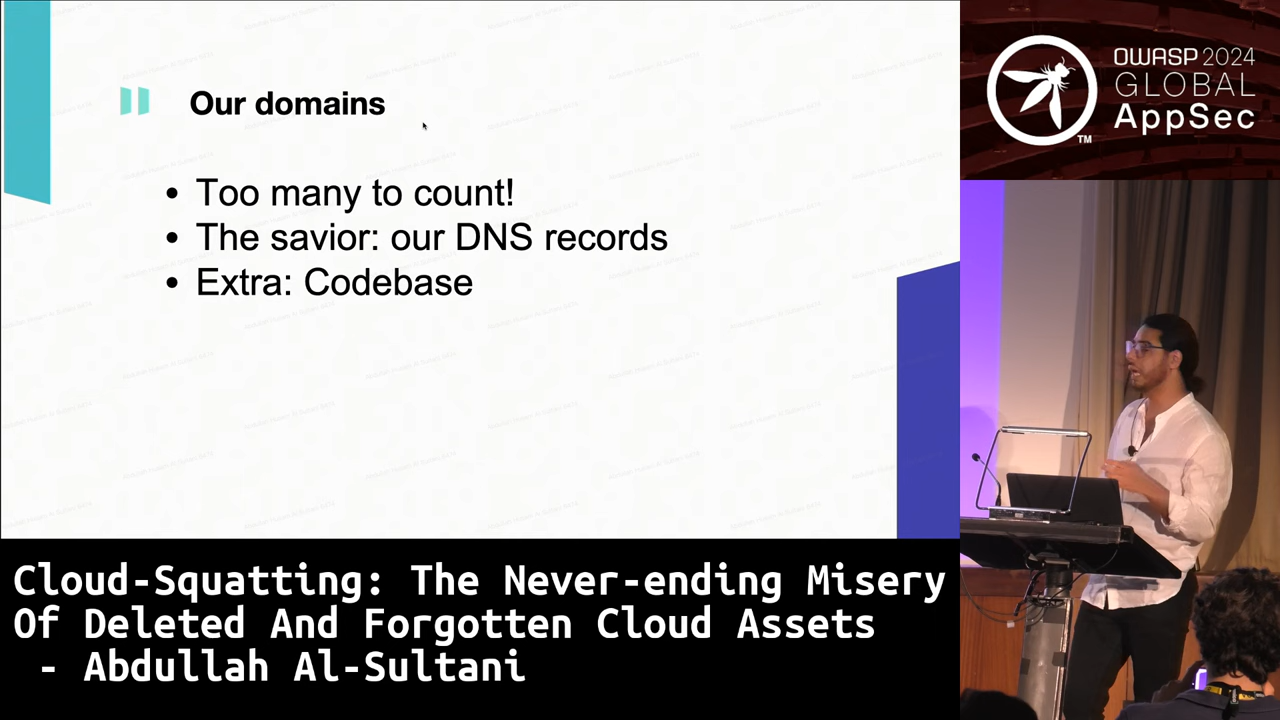 Our domains
• Too many to count!
• The savior: our DNS records
• Extra: Codebase
OWASP 2024
GLOBAL
AppSec
TM
Cloud-Squatting: The Never-ending Misery
Of Deleted And Forgotten Cloud Assets
- Abdullah Al-Sultani